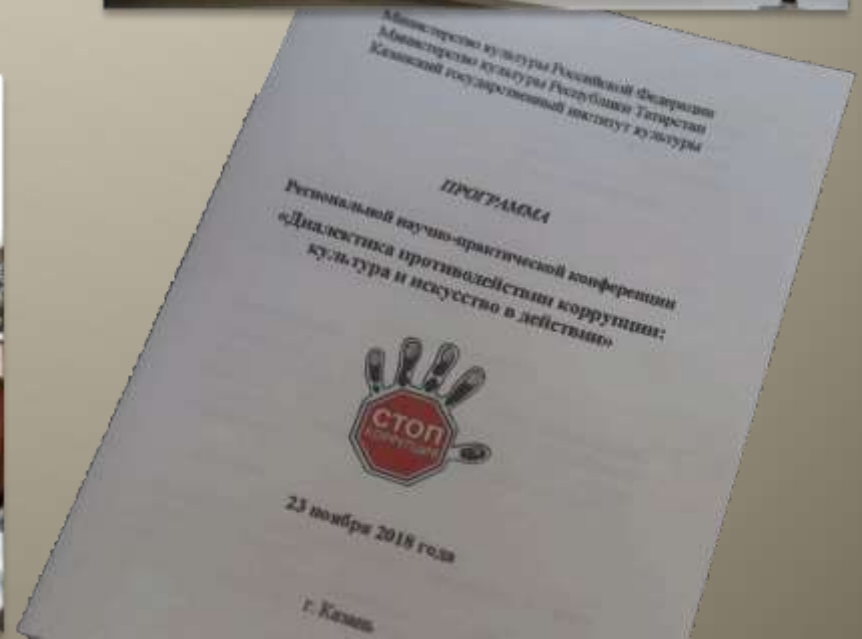 Министерство культуры Российской Федерации
Министерство культуры Республики Татарстан
Казанский государственный институт культуры
ПРОГРАММА
Региональной научно-практической конференции
«Диалектика противодействии коррупции:
культура и искусство в действии»
СТОП
КОРРУПЦИЯ
23 ноября 2018 года
г. Казань